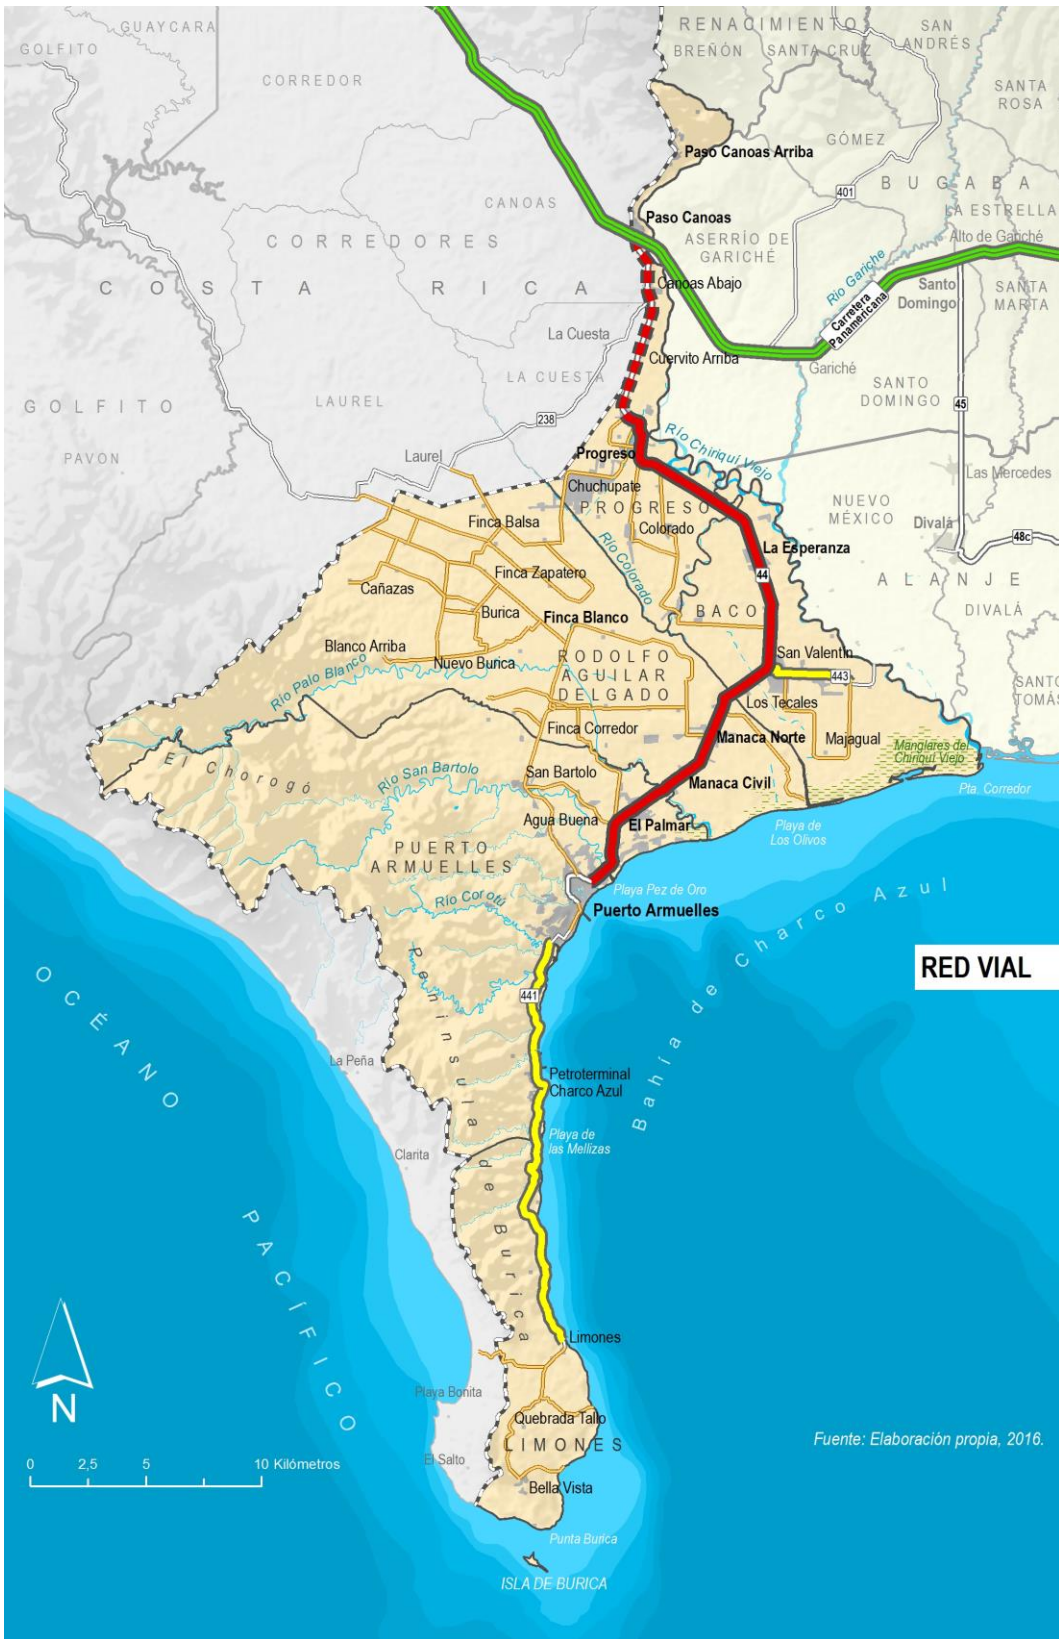 GUAYCARA
GOLFITO
RENACIMIENTO
BREÑÓN
SANTA CRUZ
SAN
ANDRÉS
CORREDOR
SANTA
ROSA
Paso Canoas Arriba
GÓMEZ
401
BUGABA
CANOAS
Paso Canoas
LA ESTRELLA
CORREDORES
ASERRÍO DE
GARICHÉ
Alto de Gariché
Río Gariche
COSTA RICA
Canoas Abajo
Carretera
Panamericana
Santo
Domingo
SANTA
MARTA
La Cuesta
Cuervito Arriba
Gariché
LA CUESTA
SANTO
DOMINGO
GOLFITO
LAUREL
238
45
PAVON
Laurel
Progreso
Río Chiriquí Viejo
Las Mercedes
Chuchupate
PROGRESO
NUEVO
MÉXICO
Finca Balsa
Colorado
Divalá
48c
La Esperanza
Río Colorado
44
Finca Zapatero
ALANJE
Cañazas
Burica
Finca Blanco
BACO
DIVALÁ
Blanco Arriba
Nuevo Burica
RODOLFO
AGUILAR
DELGADO
San Valentín
443
Río Palo Blanco
SANTO
TOMÁS
Los Tecales
Finca Corredor
Manaca Norte
Majagual
Manglares del
Chiriquí Viejo
El Chorogó
Río San Bartolo
San Bartolo
Manaca Civil
Pta. Corredor
Agua Buena
El Palmar
Playa de
Los Olivos
PUERTO
ARMUELLES
Río Corotú
Playa Pez de Oro
Puerto Armuelles
Bahía de Charco Azul
RED VIAL
Península de Burica
441
OCÉANO PACÍFICO
La Peña
Petroterminal
Charco Azul
Playa de
las Mellizas
Clarita
Limones
N
Playa Bonita
Quebrada Tallo
LIMONES
Fuente: Elaboración propia, 2016.
El Salto
0 2,5 5 10 Kilómetros
Bella Vista
Punta Burica
ISLA DE BURICA